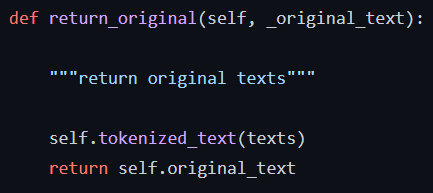 def return_original(self, _original_text):
"""return original texts"""
self.tokenized_text(texts)
return self.original_text